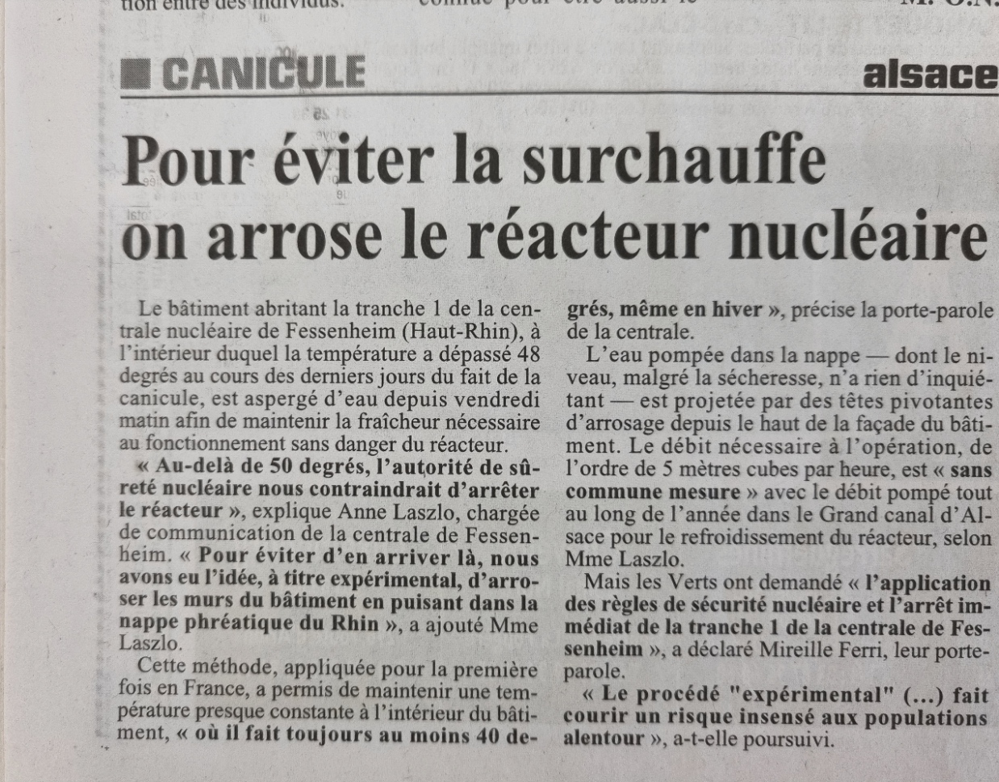 tion entre des individus.
■ CANICULE
alsace
Pour éviter la surchauffe
on arrose le réacteur nucléaire
Le bâtiment abritant la tranche 1 de la cen-
trale nucléaire de Fessenheim (Haut-Rhin), à
l'intérieur duquel la température a dépassé 48
degrés au cours des derniers jours du fait de la
canicule, est aspergé d'eau depuis vendredi
matin afin de maintenir la fraîcheur nécessaire
au fonctionnement sans danger du réacteur.
« Au-delà de 50 degrés, l'autorité de sû-
reté nucléaire nous contraindrait d'arrêter
le réacteur », explique Anne Laszlo, chargée
de communication de la centrale de Fessen-
heim. « Pour éviter d'en arriver là, nous
avons eu l'idée, à titre expérimental, d'arro-
ser les murs du bâtiment en puisant dans la
nappe phréatique du Rhin », a ajouté Mme
Laszlo.
Cette méthode, appliquée pour la première
fois en France, a permis de maintenir une tem-
pérature presque constante à l'intérieur du bâti-
ment, « où il fait toujours au moins 40 de-
grés, même en hiver », précise la porte-parole
de la centrale.
L'eau pompée dans la nappe — dont le ni-
veau, malgré la sécheresse, n'a rien d'inquié-
tant — est projetée par des têtes pivotantes
d'arrosage depuis le haut de la façade du bâti-
ment. Le débit nécessaire à l'opération, de
l'ordre de 5 mètres cubes par heure, est « sans
commune mesure » avec le débit pompé tout
au long de l'année dans le Grand canal d'Al-
sace pour le refroidissement du réacteur, selon
Mme Laszlo.
Mais les Verts ont demandé « l'application
des règles de sécurité nucléaire et l'arrêt im-
médiat de la tranche 1 de la centrale de Fes-
senheim », a déclaré Mireille Ferri, leur porte-
parole.
« Le procédé "expérimental" (...) fait
courir un risque insensé aux populations
alentour », a-t-elle poursuivi.